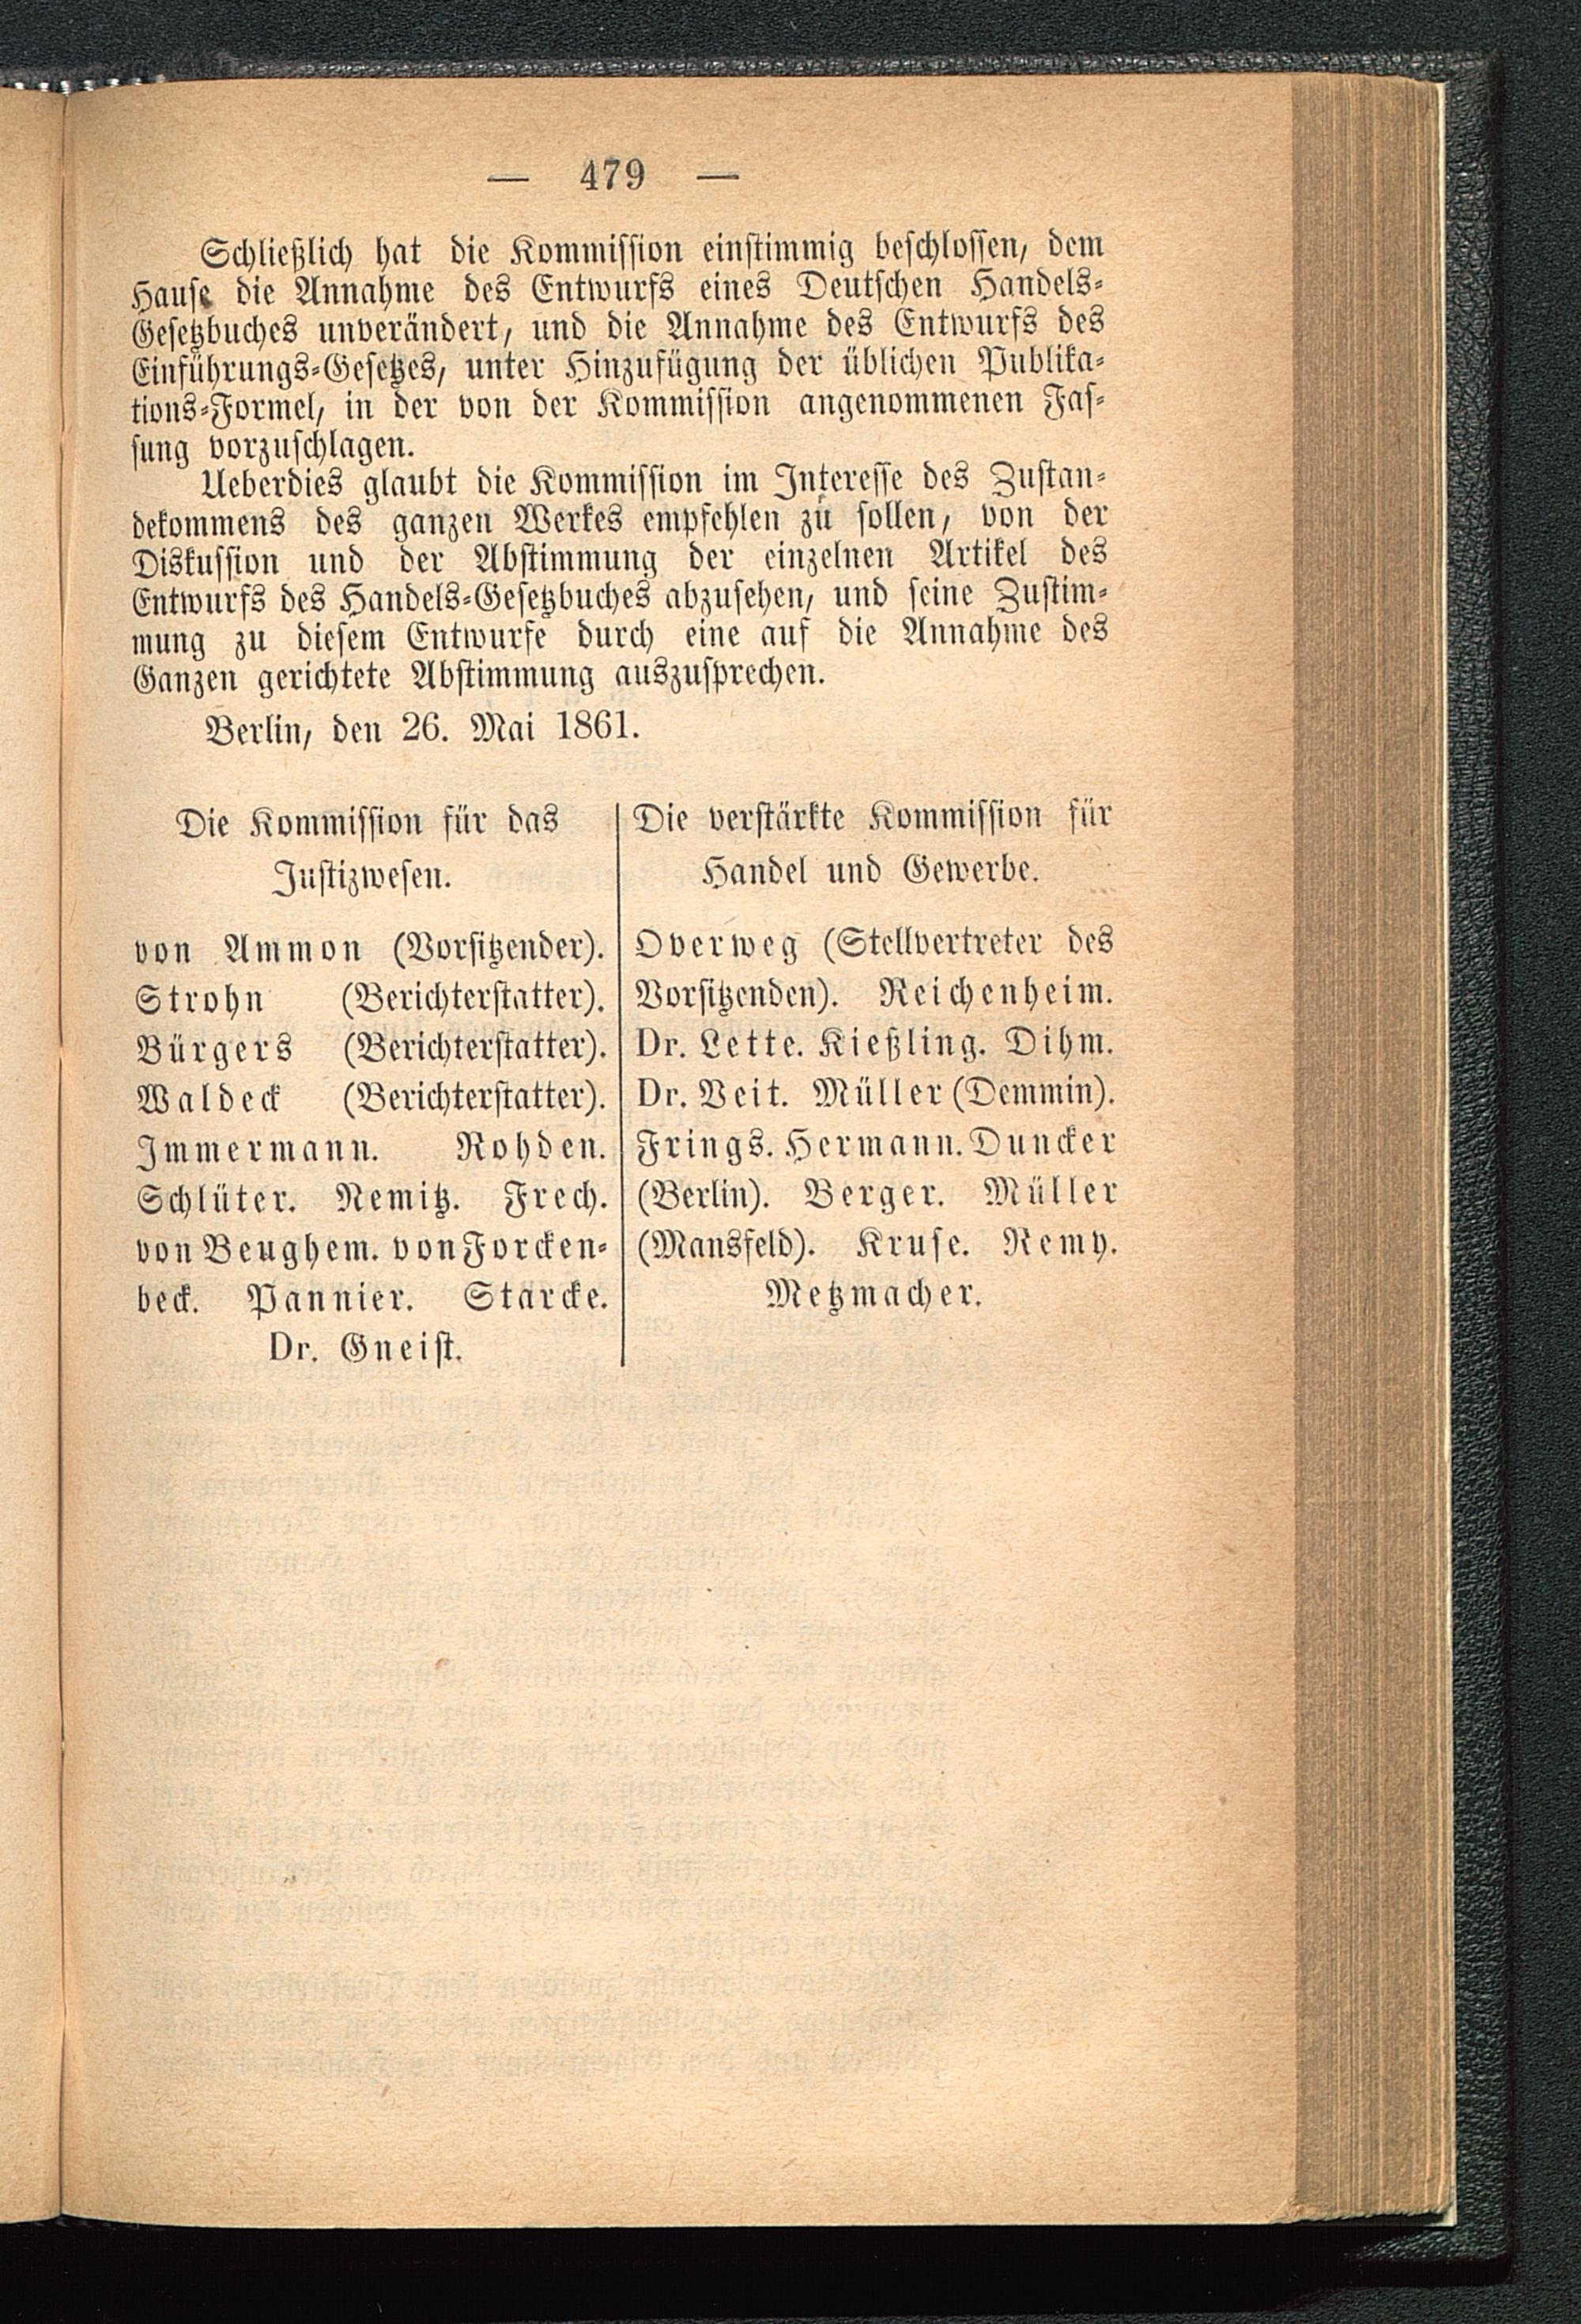 — 479 —
Schließlich hat die Kommission einstimmig beschlossen, dem
Hause die Annahme des Entwurfs eines Deutschen Handels-
Gesetzbuches unverändert, und die Annahme des Entwurfs des
Einführungs-Gesetzes, unter Hinzufügung der üblichen Publika-
tions-Formel, in der von der Kommission angenommenen Fas-
sung vorzuschlagen.
Ueberdies glaubt die Kommission im Interesse des Zustan-
dekommens des ganzen Werkes empfehlen zu sollen, von der
Diskussion und der Abstimmung der einzelnen Artikel des
Entwurfs des Handels-Gesetzbuches abzusehen, und seine Zustim-
mung zu diesem Entwurfe durch eine auf die Annahme des
Ganzen gerichtete Abstimmung auszusprechen.
Berlin, den 26. Mai 1861.
Die Kommission für das
Justizwesen.
von Ammon (Vorsitzender).
Strohn (Berichterstatter).
Bürgers (Berichterstatter).
Waldeck (Berichterstatter).
Immermann. Rohden.
Schlüter. Nemitz. Frech.
von Beughem. von Forcken-
beck. Pannier. Starcke.
Dr. Gneist.
Die verstärkte Kommission für
Handel und Gewerbe.
Overweg (Stellvertreter des
Vorsitzenden). Reichenheim.
Dr. Lette. Kießling. Dihm.
Dr. Veit. Müller (Demmin).
Frings. Hermann. Duncker
(Berlin). Berger. Müller
(Mansfeld). Kruse. Remy.
Metzmacher.